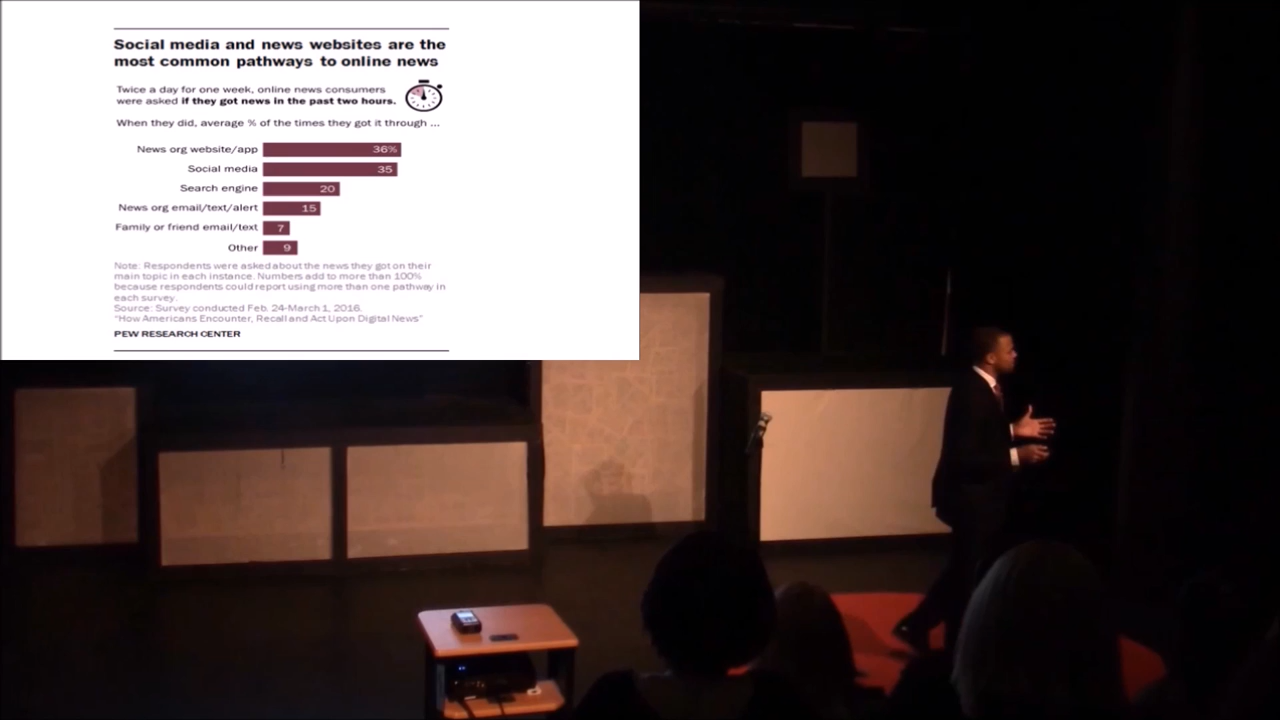 Social media and news websites are the
most common pathways to online news
Twice a day for one week, online news consumers
were asked if they got news in the past two hours.
When they did, average % of the times they got it through ...
News org website/app 36%
Social media 35
Search engine 20
News org email/text/alert 15
Family or friend email/text 7
Other 9
Note: Respondents were asked about the news they got on their
main topic in each instance. Numbers add to more than 100%
because respondents could report using more than one pathway in
each survey.
Source: Survey conducted Feb. 24-March 1, 2016.
"How Americans Encounter, Recall and Act Upon Digital News"
PEW RESEARCH CENTER